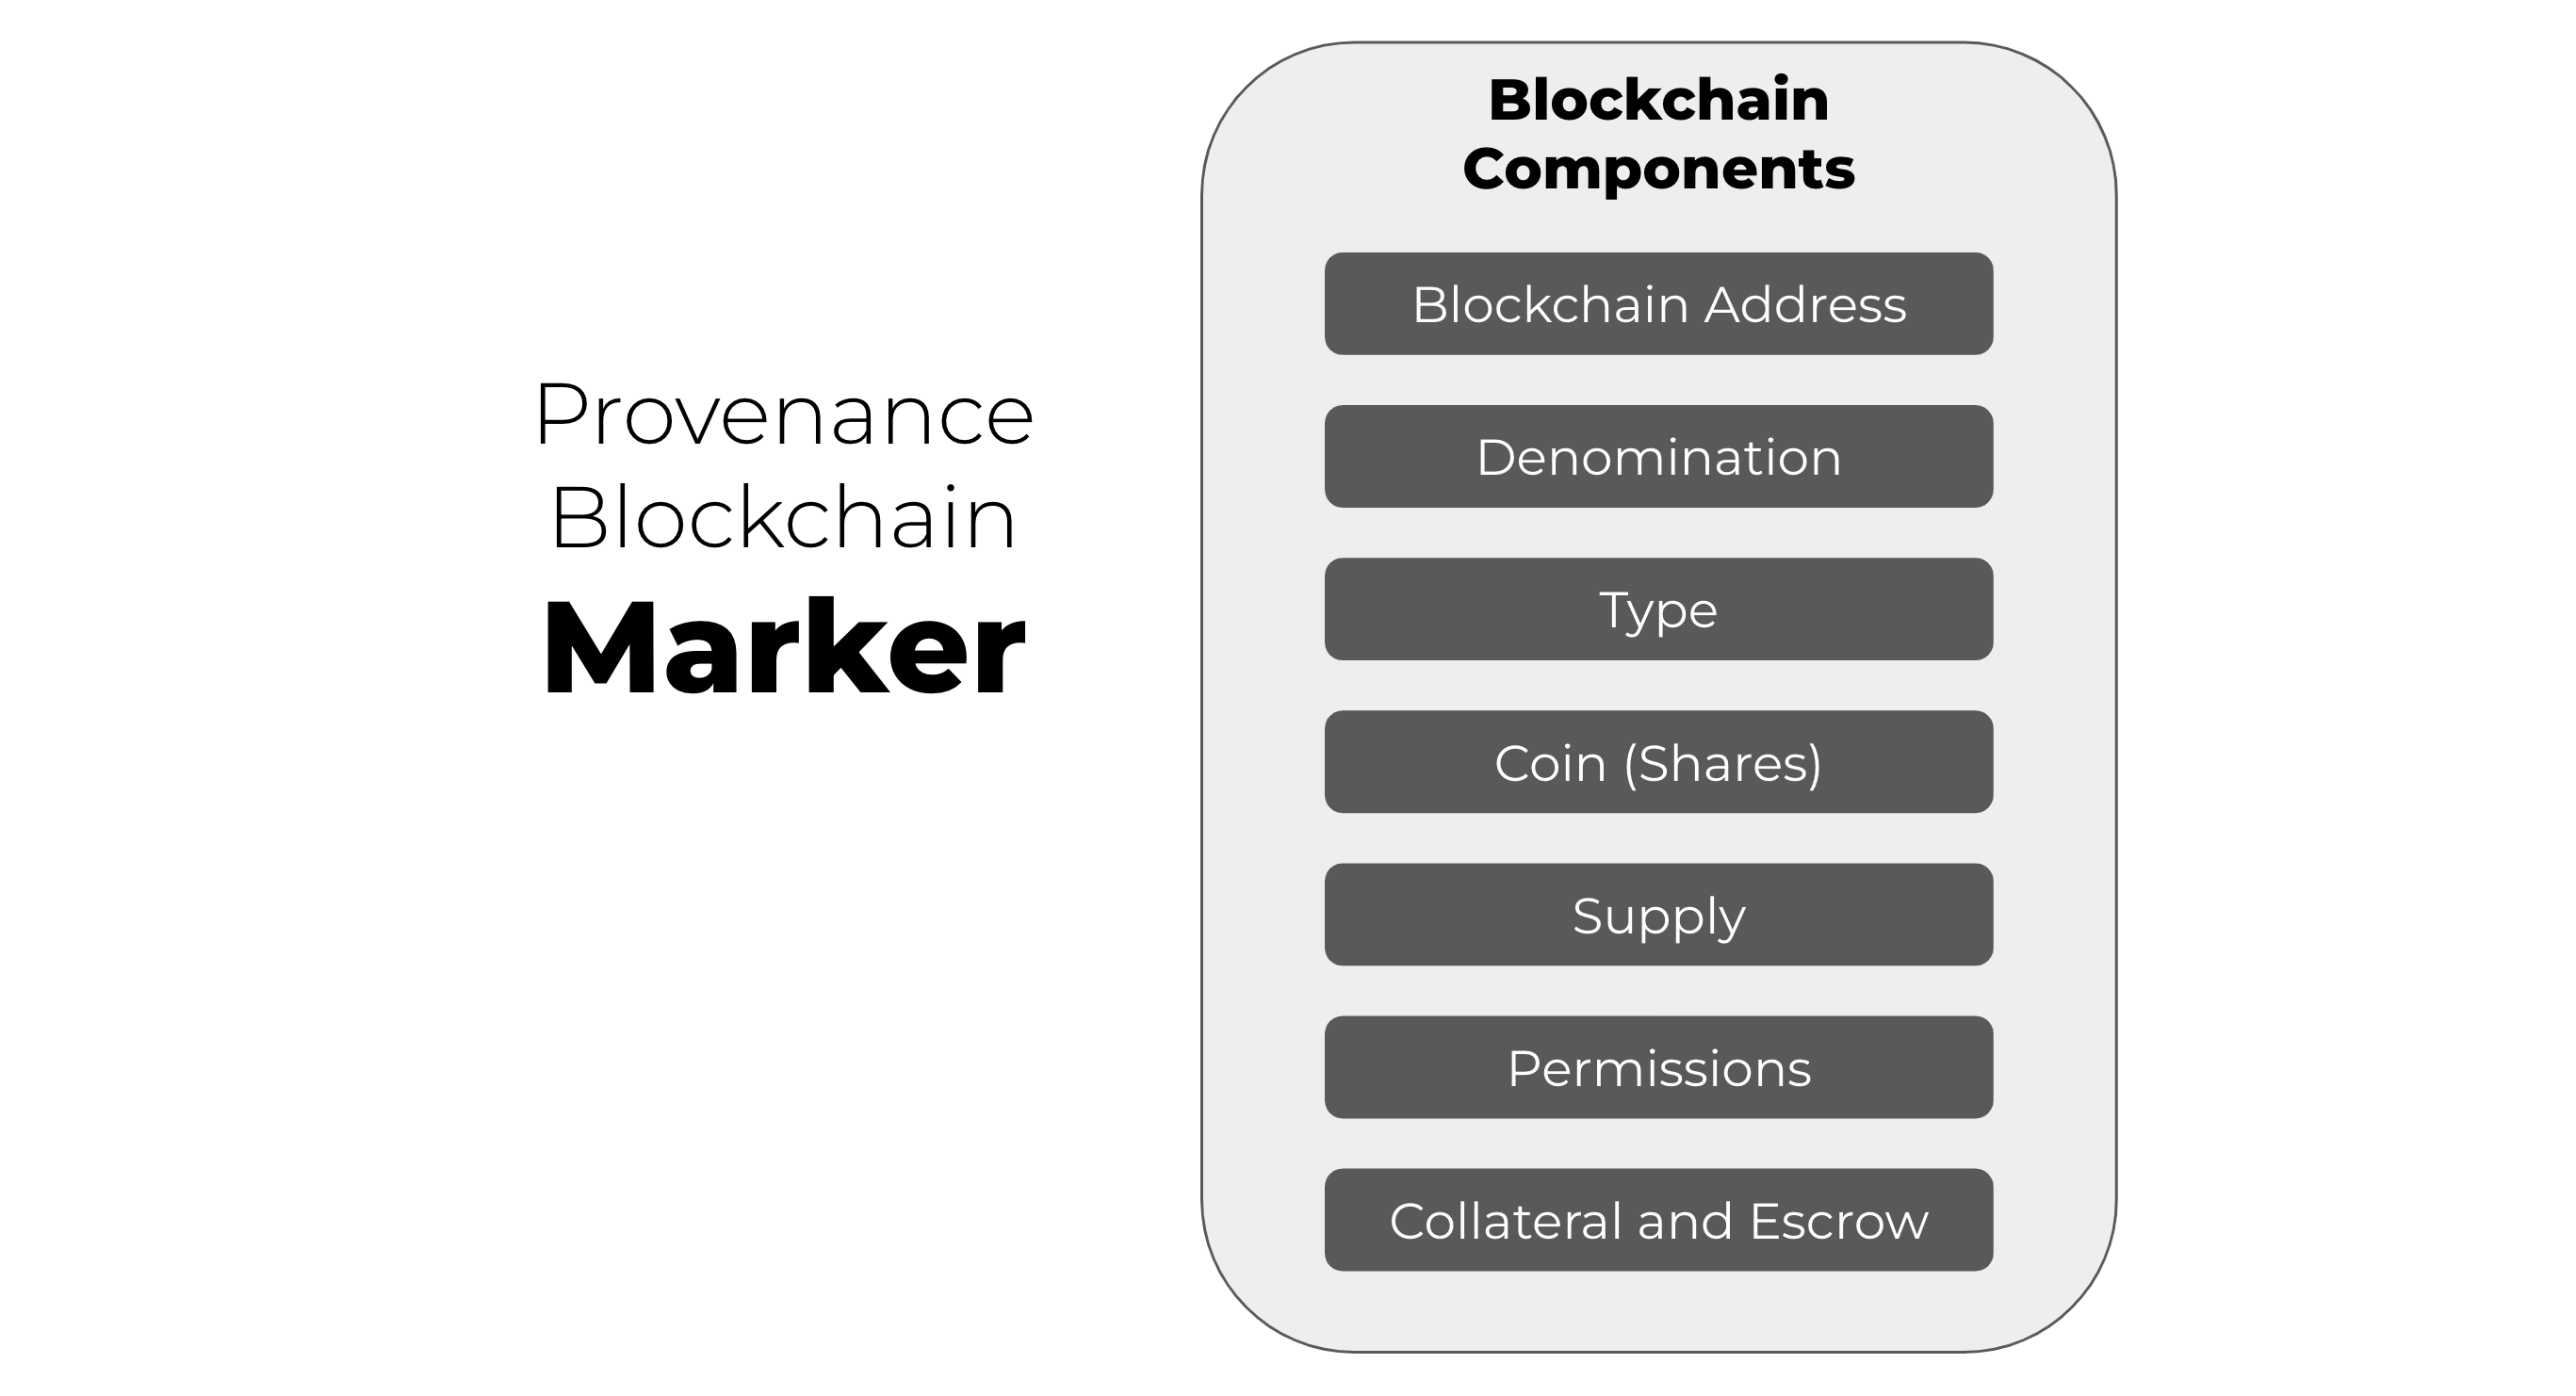 Provenance
Blockchain
Marker
Blockchain
Components
Blockchain Address
Denomination
Type
Coin (Shares)
Supply
Permissions
Collateral and Escrow